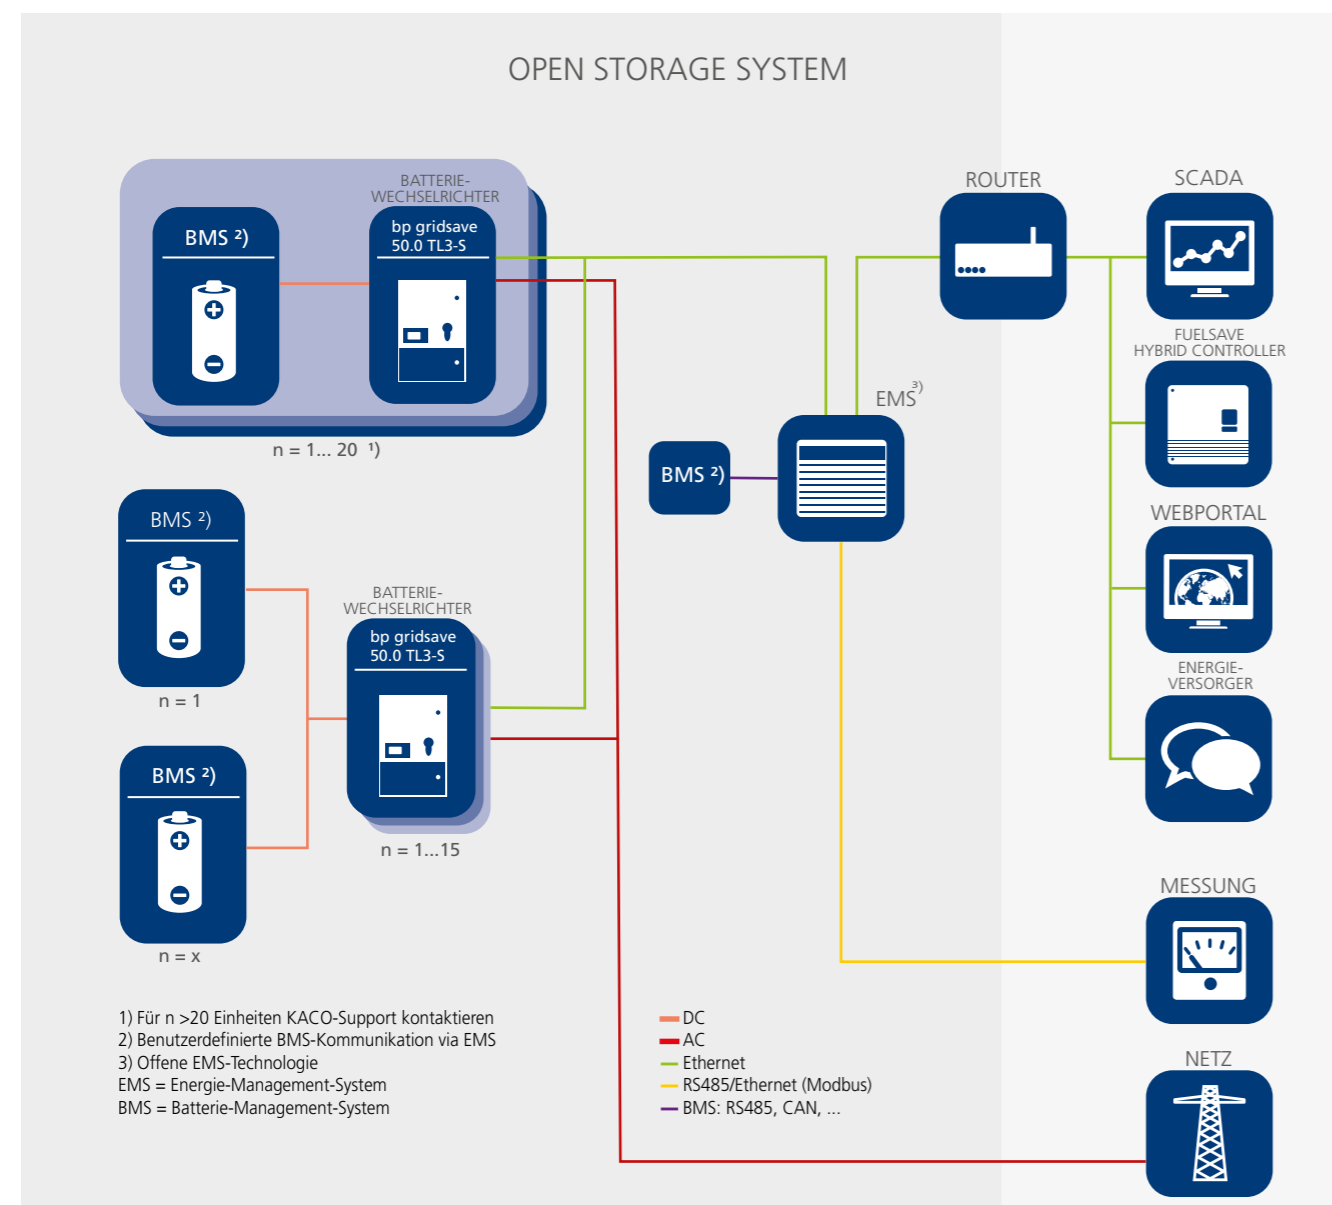 OPEN STORAGE SYSTEM
BATTERIE-
WECHSELRICHTER
BMS ²)
bp gridsave
50.0 TL3-S
n = 1... 20 ¹)
BMS ²)
n = 1
BMS ²)
n = x
BATTERIE-
WECHSELRICHTER
bp gridsave
50.0 TL3-S
n = 1...15
BMS ²)
EMS³)
ROUTER
SCADA
FUELSAVE
HYBRID CONTROLLER
WEBPORTAL
ENERGIE-
VERSORGER
MESSUNG
NETZ
1) Für n >20 Einheiten KACO-Support kontaktieren
2) Benutzerdefinierte BMS-Kommunikation via EMS
3) Offene EMS-Technologie
EMS = Energie-Management-System
BMS = Batterie-Management-System
DC
AC
Ethernet
RS485/Ethernet (Modbus)
BMS: RS485, CAN, ...